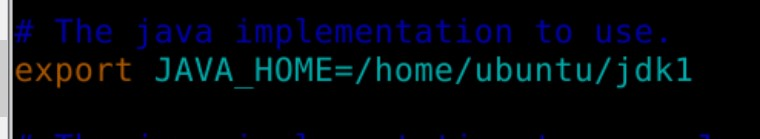 # The java implementation to use.
export JAVA_HOME=/home/ubuntu/jdk1